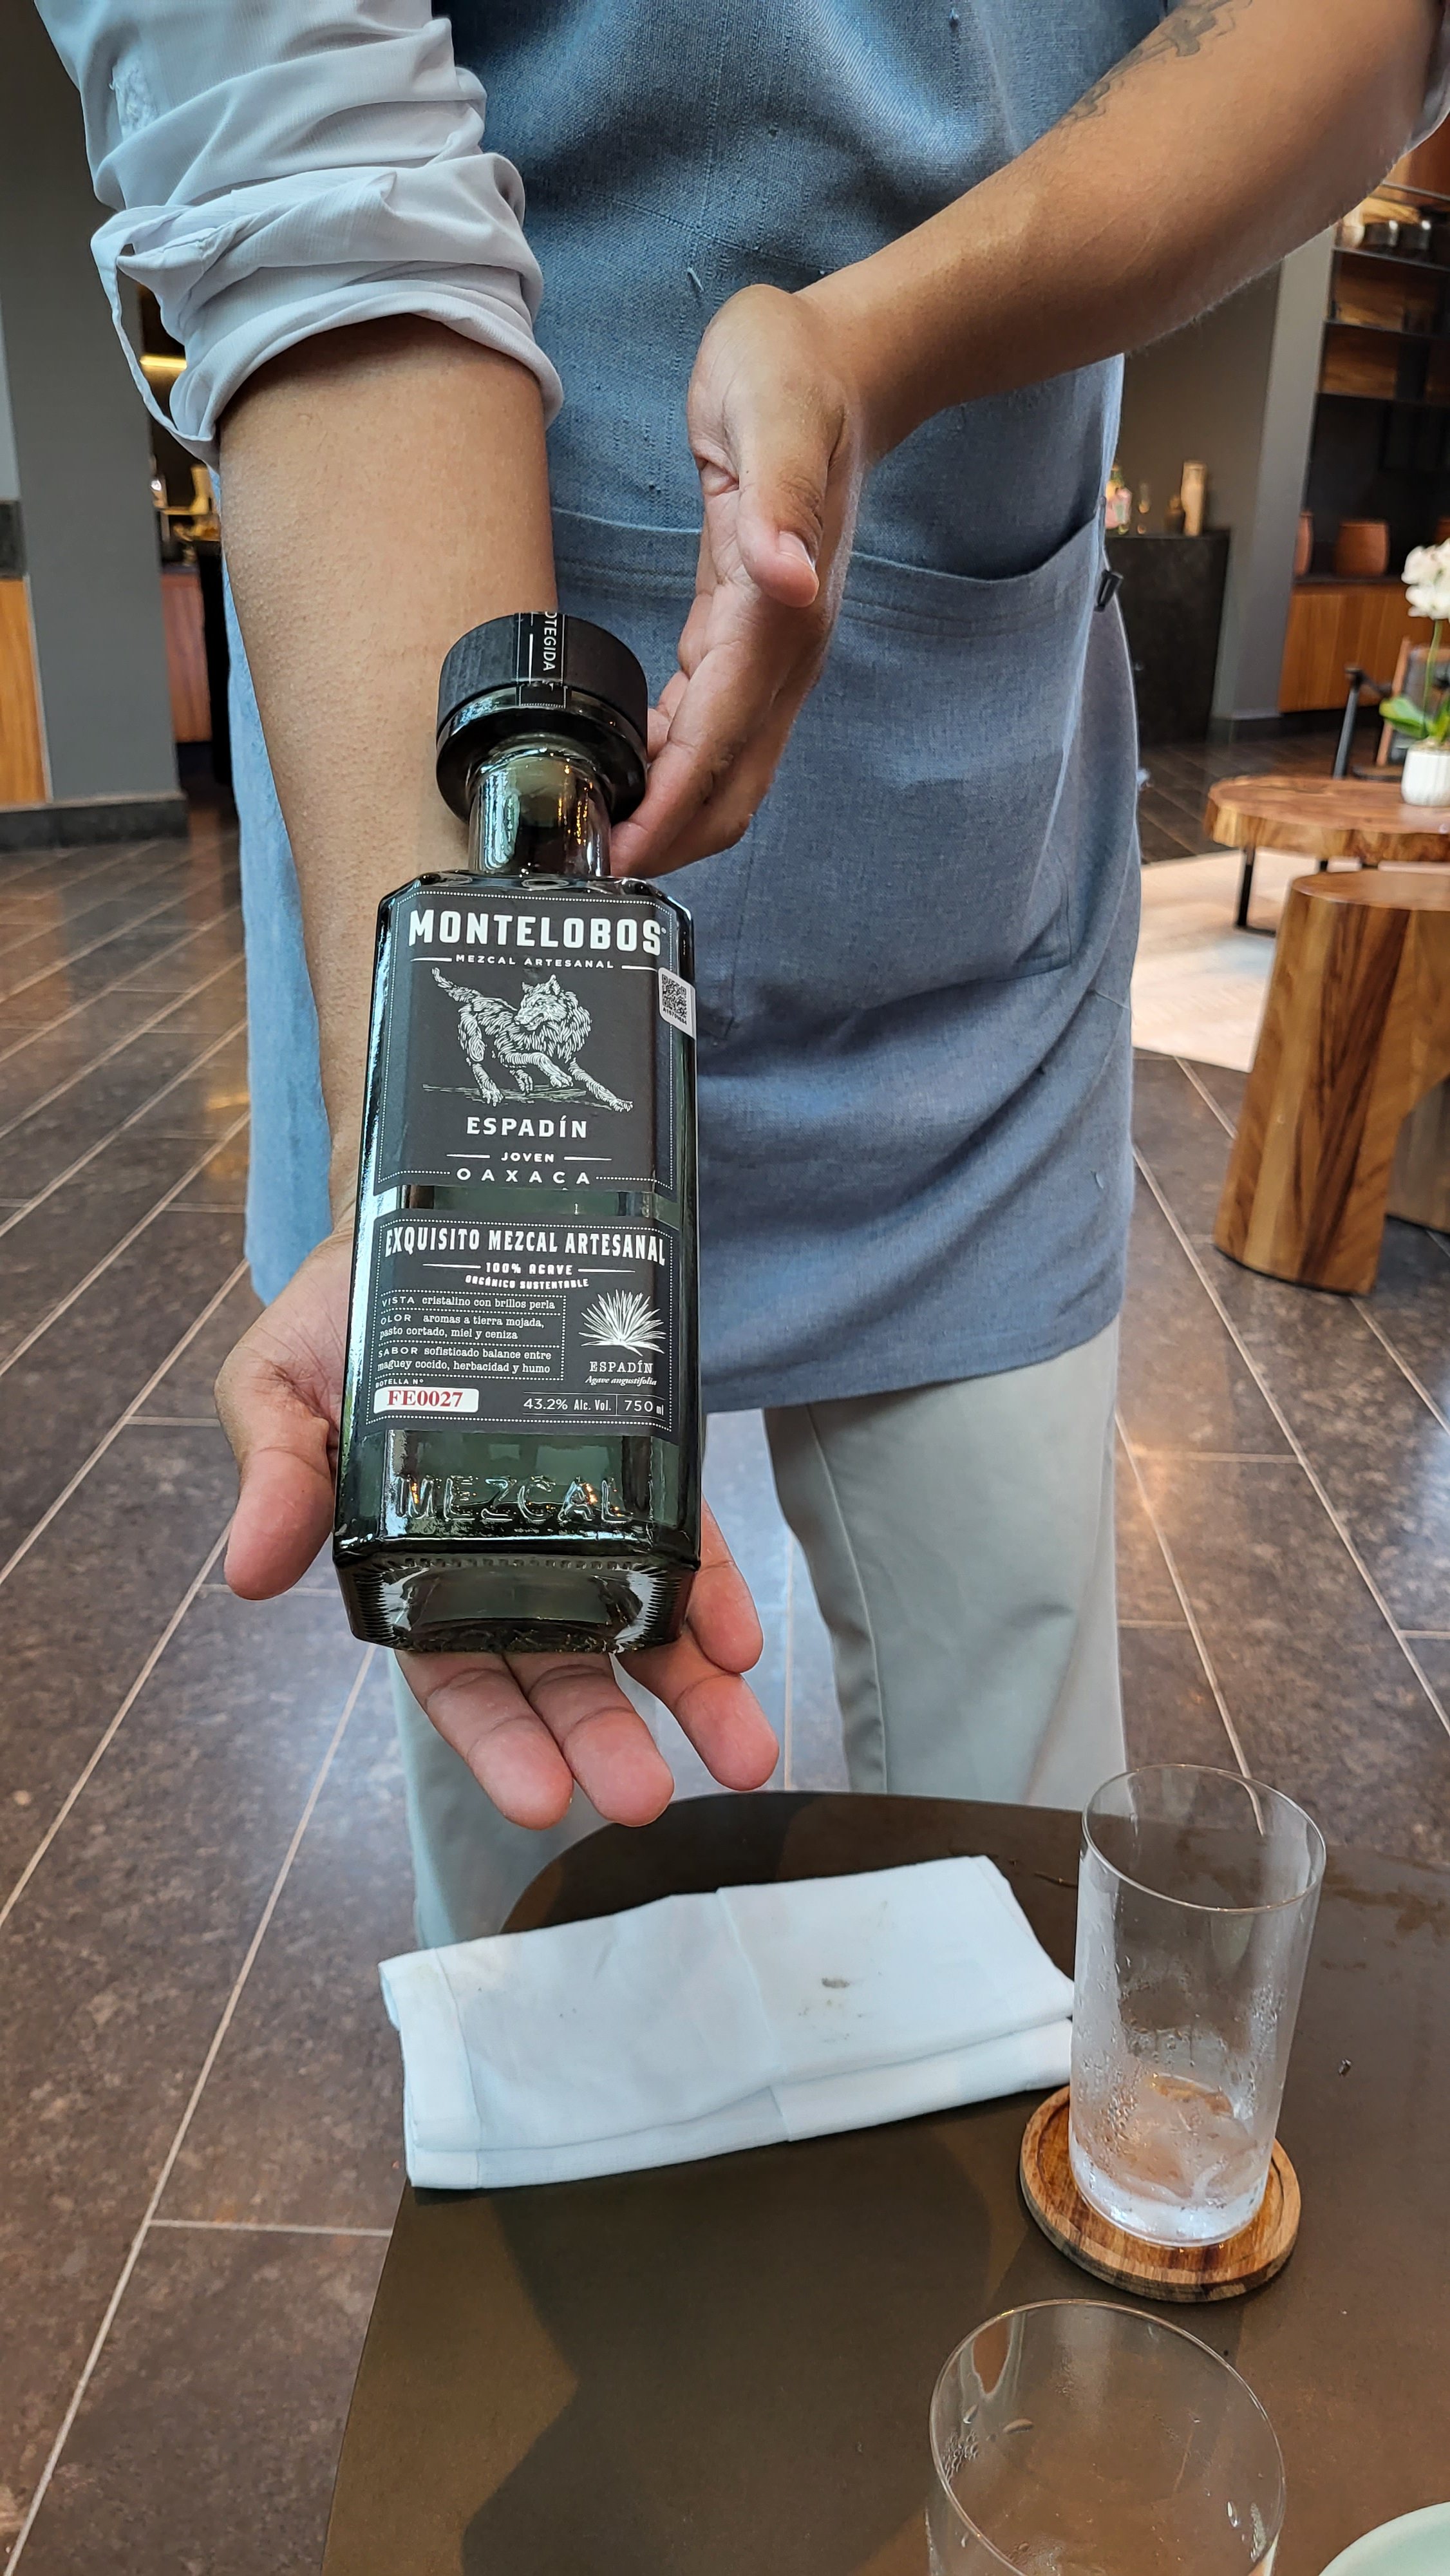 OTEGIDA
MONTELOBOS
MEZCAL ARTESANAL
ESPADÍN
JOVEN
OAXACA
EXQUISITO MEZCAL ARTESANAL
100% AGAVE
ORGÁNICO SUSTENTABLE
VISTA cristalino con brillos perla
OLOR aromas a tierra mojada,
pasto cortado, miel y ceniza
SABOR sofisticado balance entre
maguey cocido, herbacidad y humo
ESPADÍN
Agave angustifolia
BOTELLA Nº
FE0027
43.2% Alc. Vol. 750 ml
MEZCAL